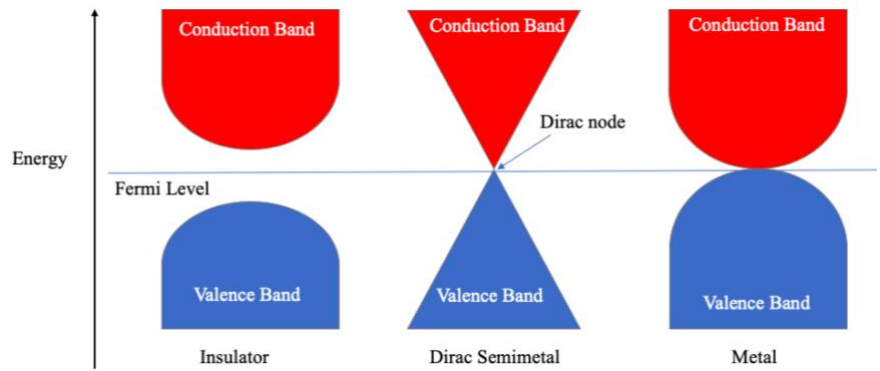 Conduction Band
Conduction Band
Conduction Band
Dirac node
Energy
Fermi Level
Valence Band
Valence Band
Valence Band
Insulator
Dirac Semimetal
Metal